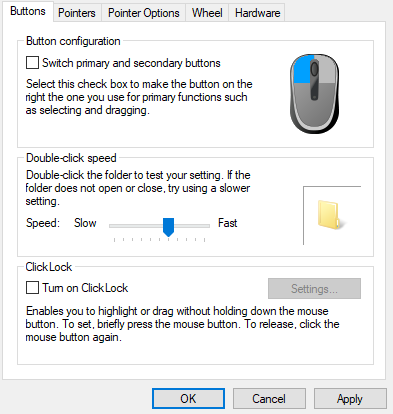 Buttons Pointers Pointer Options Wheel Hardware
Button configuration
Switch primary and secondary buttons
Select this check box to make the button on the
right the one you use for primary functions such
as selecting and dragging.
Double-click speed
Double-click the folder to test your setting. If the
folder does not open or close, try using a slower
setting.
Speed: Slow Fast
ClickLock
Turn on ClickLock Settings...
Enables you to highlight or drag without holding down the mouse
button. To set, briefly press the mouse button. To release, click the
mouse button again.
OK Cancel Apply